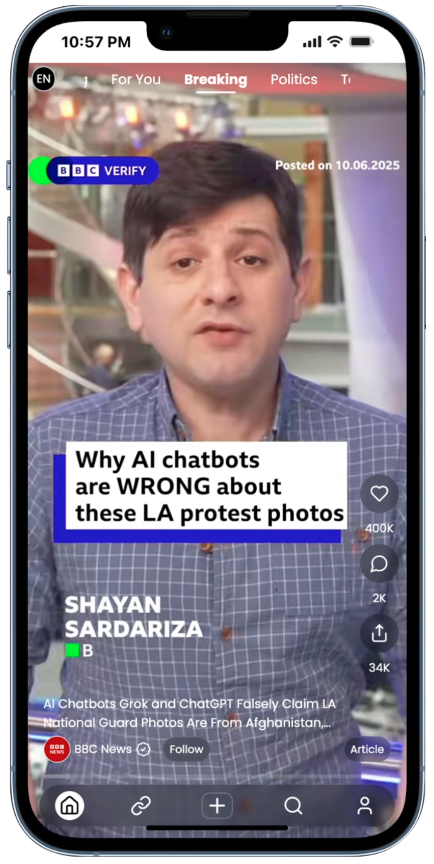 10:57 PM
EN
For You
Breaking
Politics
BBC VERIFY
Posted on 10.06.2025
Why AI chatbots
are WRONG about
these LA protest photos
400K
2K
34K
SHAYAN
SARDARIZA
B
AI Chatbots Grok and ChatGPT Falsely Claim LA
National Guard Photos Are From Afghanistan,...
BBC NEWS
BBC News
Follow
Article